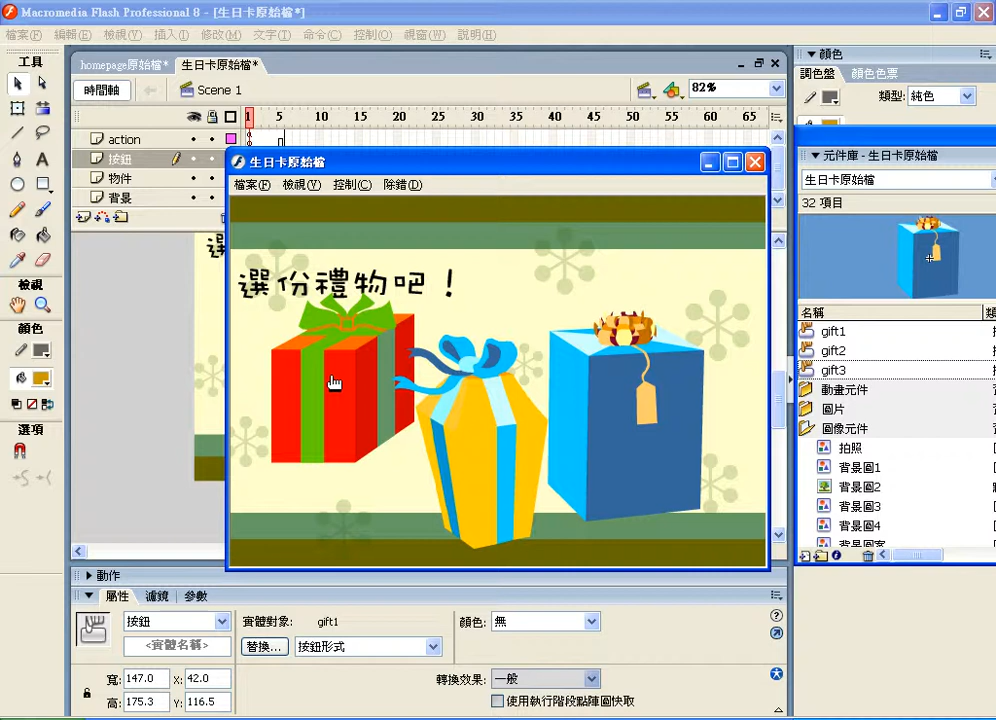 Macromedia Flash Professional 8 - [生日卡原始檔*]
檔案(F) 編輯(E) 檢視(V) 插入(I) 修改(M) 文字(T) 命令(C) 控制(O) 視窗(W) 說明(H)
工具
檢視
顏色
選項
homepage原始檔* 生日卡原始檔*
時間軸 Scene 1 82%
1 5 10 15 20 25 30 35 40 45 50 55 60 65
action
按鈕
物件
背景
生日卡原始檔
檔案(F) 檢視(V) 控制(C) 除錯(D)
選份禮物吧！
顏色
調色盤 顏色色票
類型: 純色
元件庫 - 生日卡原始檔
生日卡原始檔
32 項目
名稱
gift1
gift2
gift3
動畫元件
圖片
圖像元件
拍照
背景圖1
背景圖2
背景圖3
背景圖4
背景圖案
動作
屬性 濾鏡 參數
按鈕 實體對象: gift1 顏色: 無
<實體名稱> 替換... 按鈕形式
寬: 147.0 X: 42.0 轉換效果: 一般
高: 175.3 Y: 116.5 使用執行階段點陣圖快取